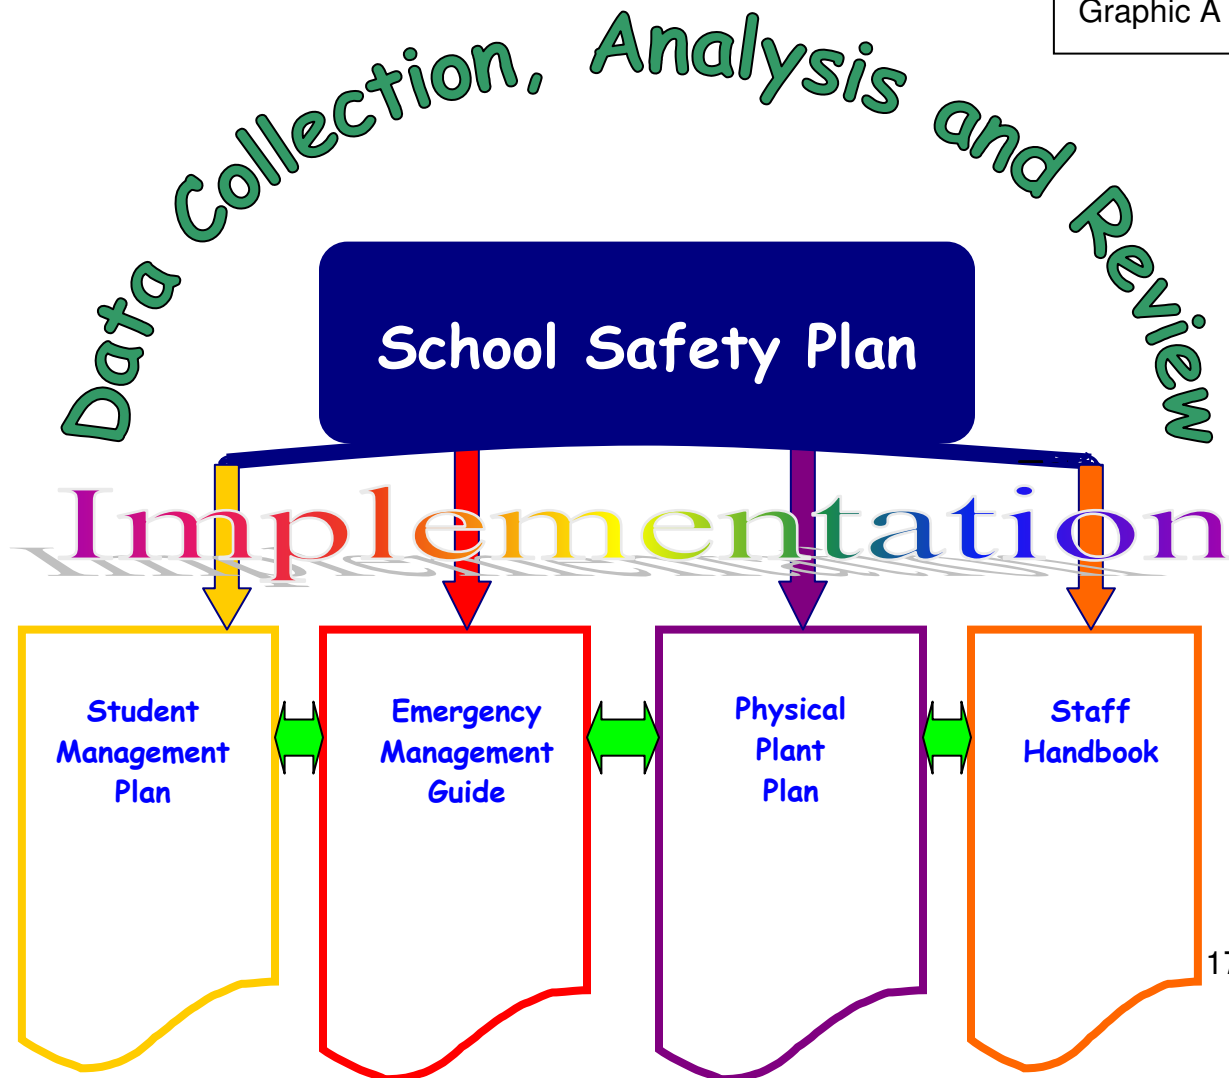 Graphic A
Data Collection, Analysis and Review
School Safety Plan
Implementation
Student
Management
Plan
Emergency
Management
Guide
Physical
Plant
Plan
Staff
Handbook
17